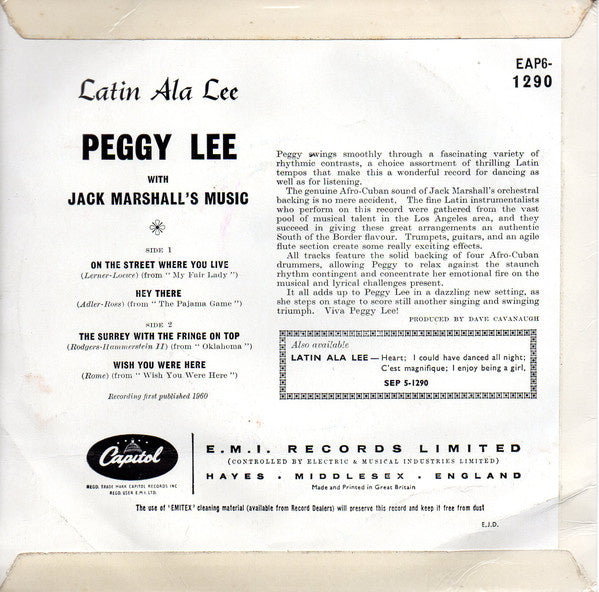 EAP6-
1290
Latin Ala Lee
PEGGY LEE
WITH
JACK MARSHALL'S MUSIC
SIDE 1
ON THE STREET WHERE YOU LIVE
(Lerner-Loewe) (from " My Fair Lady ")
HEY THERE
(Adler-Ross) (from " The Pajama Game ")
SIDE 2
THE SURREY WITH THE FRINGE ON TOP
(Rodgers-Hammerstein II) (from " Oklahoma ")
WISH YOU WERE HERE
(Rome) (from " Wish You Were Here ")
Recording first published 1960
Peggy swings smoothly through a fascinating variety of
rhythmic contrasts, a choice assortment of thrilling Latin
tempos that make this a wonderful record for dancing as
well as for listening.
The genuine Afro-Cuban sound of Jack Marshall's orchestral
backing is no mere accident. The fine Latin instrumentalists
who perform on this record were gathered from the vast
pool of musical talent in the Los Angeles area, and they
succeed in giving these great arrangements an authentic
South of the Border flavour. Trumpets, guitars, and an agile
flute section create some really exciting effects.
All tracks feature the solid backing of four Afro-Cuban
drummers, allowing Peggy to relax against the staunch
rhythm contingent and concentrate her emotional fire on the
musical and lyrical challenges present.
It all adds up to Peggy Lee in a dazzling new setting, as
she steps on stage to score still another singing and swinging
triumph. Viva Peggy Lee!
PRODUCED BY DAVE CAVANAUGH
Also available
LATIN ALA LEE — Heart; I could have danced all night;
C'est magnifique; I enjoy being a girl,
SEP 5-1290
Capitol
REGD. TRADE MARK CAPITOL RECORDS INC
REGD. USER E.M.I. LTD.
E.M.I. RECORDS LIMITED
(CONTROLLED BY ELECTRIC & MUSICAL INDUSTRIES LIMITED)
HAYES . MIDDLESEX . ENGLAND
Made and Printed in Great Britain
The use of 'EMITEX' cleaning material (available from Record Dealers) will preserve this record and keep it free from dust
E.J.D.